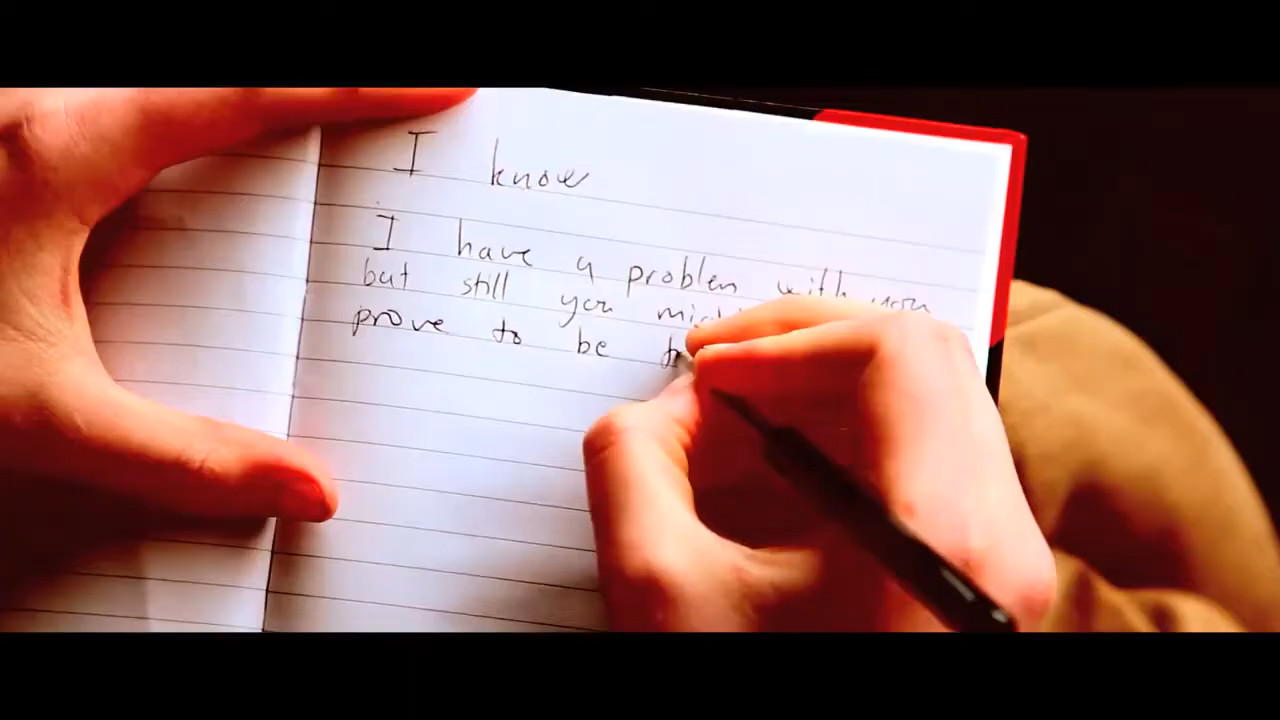 I know
I have a problem with you
but still you
prove to be